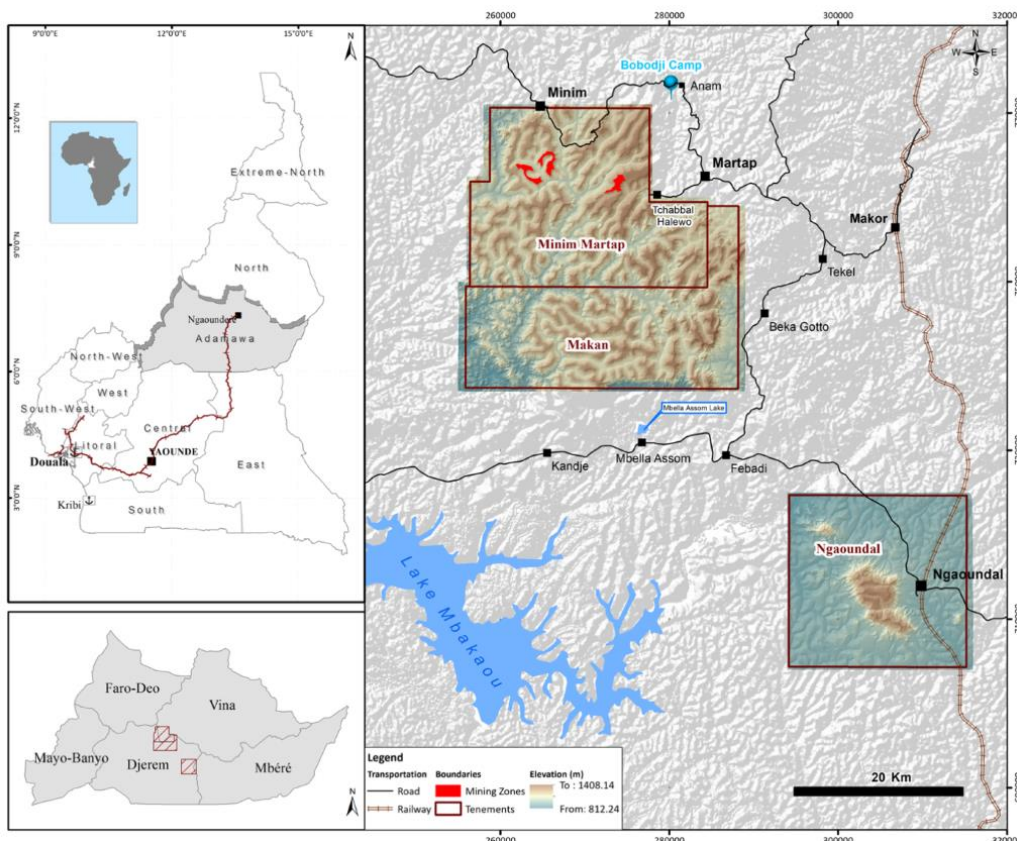 9°0'0"E
12°0'0"E
15°0'0"E
N
12°0'0"N
9°0'0"N
6°0'0"N
3°0'0"N
Extreme-North
North
Ngaoundere
Adamawa
North-West
West
South-West
Central
Litoral
YAOUNDE
Douala
East
Kribi
South
Faro-Deo
Vina
Mayo-Banyo
Djerem
Mbéré
N
260000
280000
300000
32000
N
W E
S
Bobodji Camp
Anam
Minim
Martap
Tchabbal
Halewo
Makor
Minim Martap
Tekel
Beka Gotto
Makan
Mbella Assom Lake
Kandje
Mbella Assom
Febadi
Ngaoundal
Ngaoundal
Lake Mbakaou
Legend
Transportation
Road
Railway
Boundaries
Mining Zones
Tenements
Elevation (m)
To : 1408.14
From: 812.24
20 Km
260000
280000
300000
32000